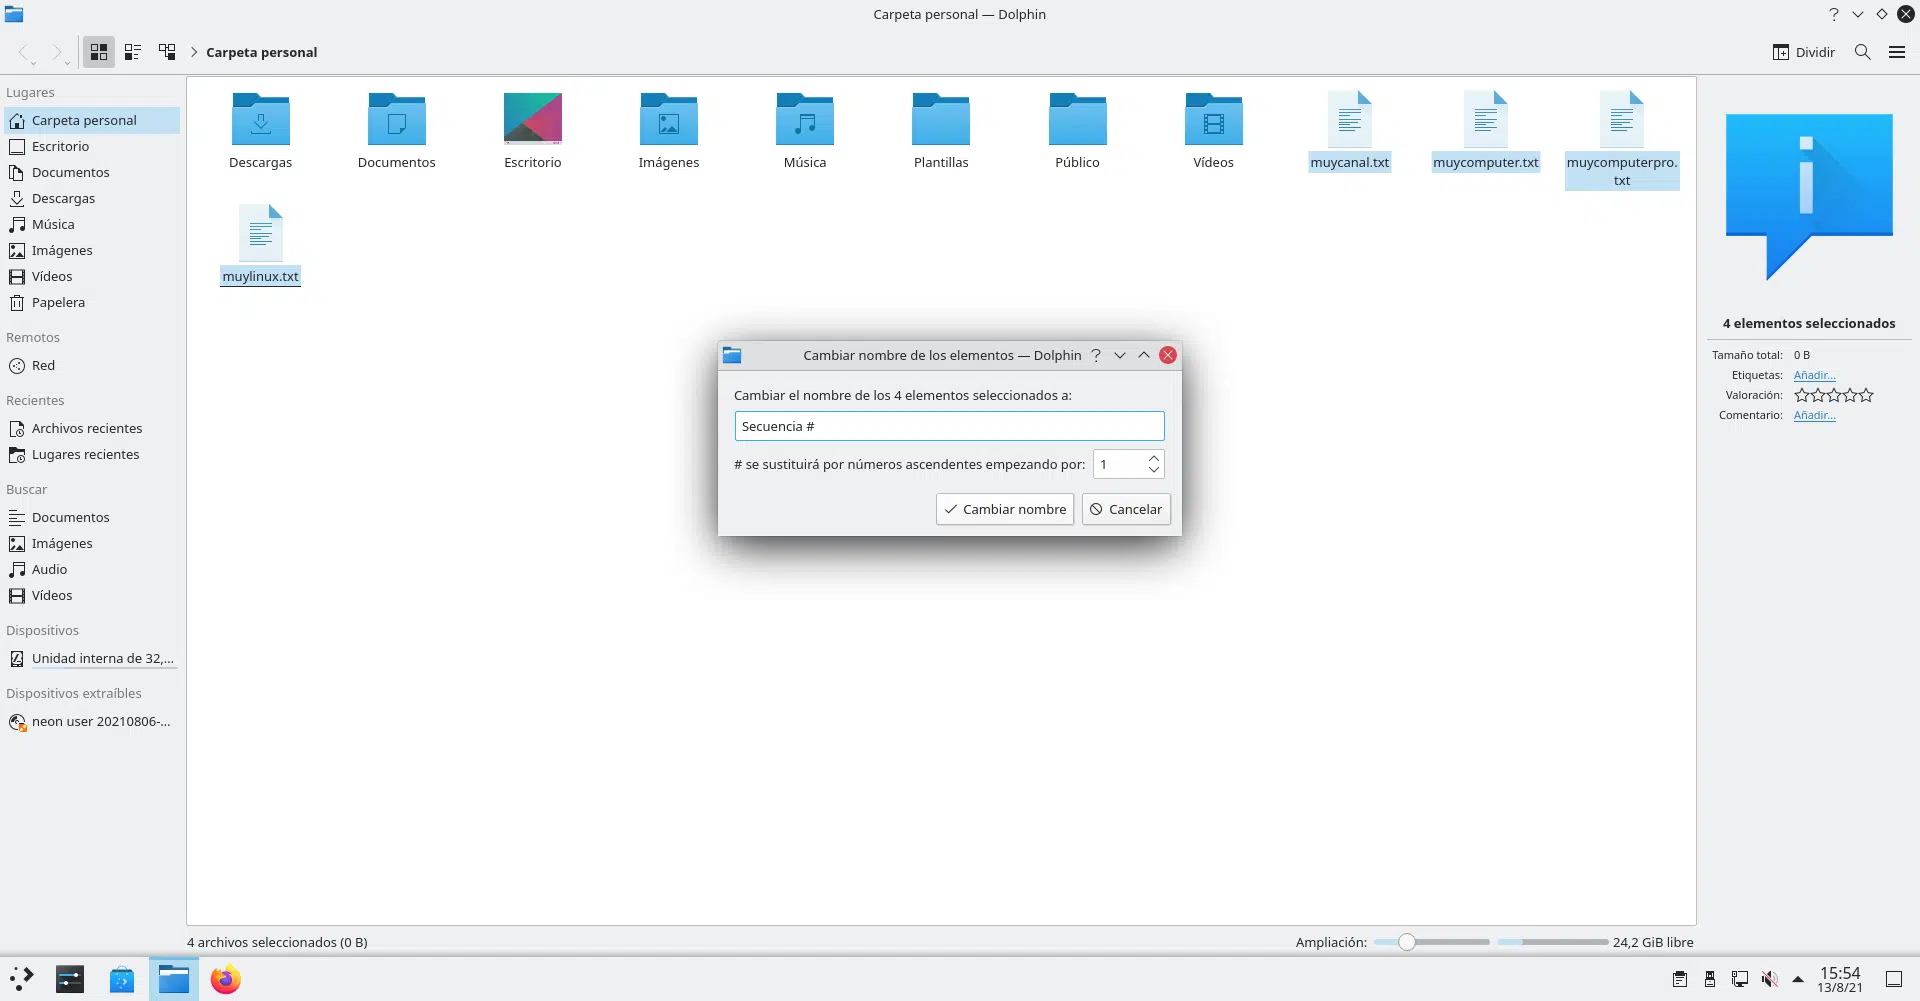 Carpeta personal — Dolphin
Carpeta personal
Dividir
Lugares
Carpeta personal
Escritorio
Documentos
Descargas
Música
Imágenes
Vídeos
Papelera
Remotos
Red
Recientes
Archivos recientes
Lugares recientes
Buscar
Documentos
Imágenes
Audio
Vídeos
Dispositivos
Unidad interna de 32,...
Dispositivos extraíbles
neon user 20210806-...
Descargas
Documentos
Escritorio
Imágenes
Música
Plantillas
Público
Vídeos
muycanal.txt
muycomputer.txt
muycomputerpro.
txt
muylinux.txt
Cambiar nombre de los elementos — Dolphin
Cambiar el nombre de los 4 elementos seleccionados a:
Secuencia #
# se sustituirá por números ascendentes empezando por: 1
Cambiar nombre
Cancelar
4 elementos seleccionados
Tamaño total: 0 B
Etiquetas: Añadir...
Valoración:
Comentario: Añadir...
4 archivos seleccionados (0 B)
Ampliación:
24,2 GiB libre
15:54
13/8/21